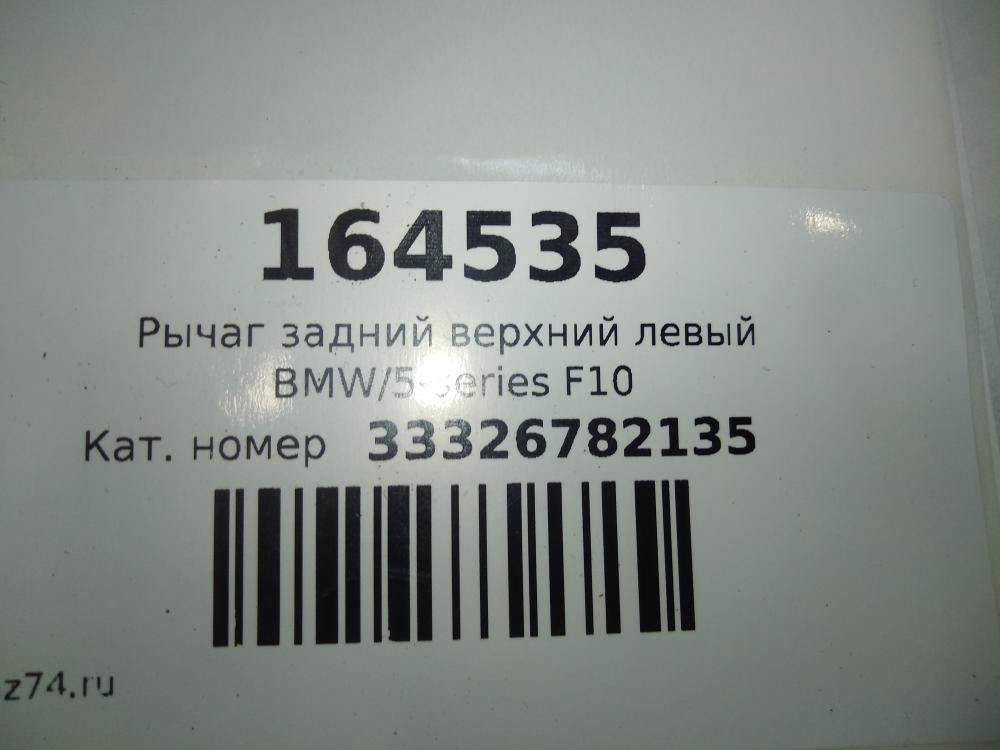 164535
Рычаг задний верхний левый
BMW/5-series F10
Кат. номер 33326782135
z74.ru